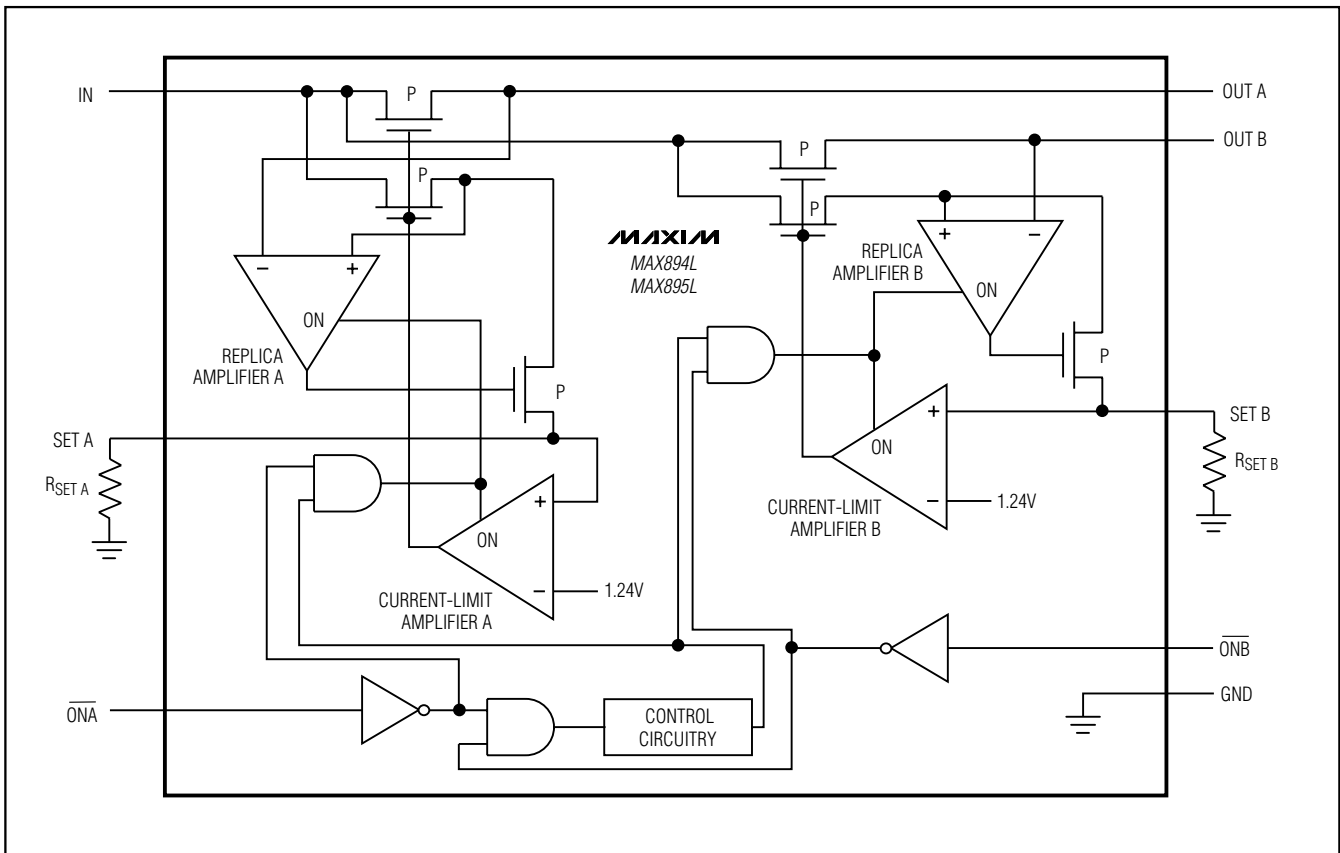 IN
P
OUT A
OUT B
P
P
P
MAXIM
MAX894L
MAX895L
–
+
ON
REPLICA
AMPLIFIER A
P
REPLICA
AMPLIFIER B
+
–
ON
P
SET A
RSET A
+
ON
–
1.24V
CURRENT-LIMIT
AMPLIFIER A
+
ON
–
1.24V
CURRENT-LIMIT
AMPLIFIER B
SET B
RSET B
ONA
CONTROL
CIRCUITRY
ONB
GND